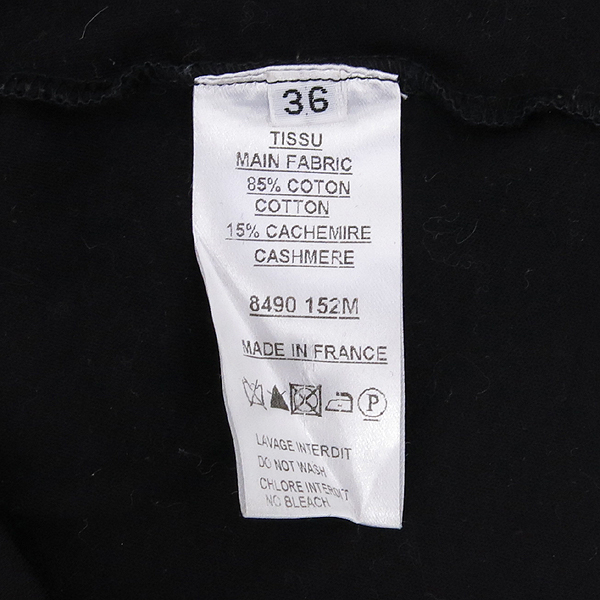 36
TISSU
MAIN FABRIC
85% COTON
COTTON
15% CACHEMIRE
CASHMERE
8490 152M
MADE IN FRANCE
P
LAVAGE INTERDIT
DO NOT WASH
CHLORE INTERDIT
NO BLEACH